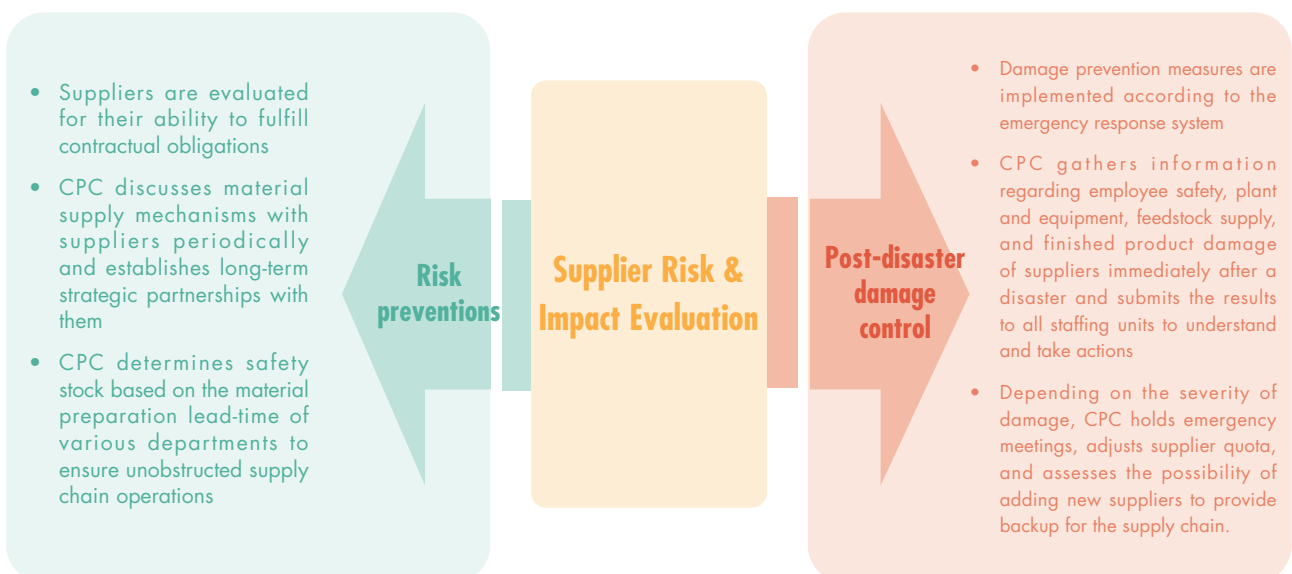 • Suppliers are evaluated
for their ability to fulfill
contractual obligations
• CPC discusses material
supply mechanisms with
suppliers periodically
and establishes long-term
strategic partnerships with
them
• CPC determines safety
stock based on the material
preparation lead-time of
various departments to
ensure unobstructed supply
chain operations
Risk
preventions
Supplier Risk &
Impact Evaluation
Post-disaster
damage
control
• Damage prevention measures are
implemented according to the
emergency response system
• CPC gathers information
regarding employee safety, plant
and equipment, feedstock supply,
and finished product damage
of suppliers immediately after a
disaster and submits the results
to all staffing units to understand
and take actions
• Depending on the severity of
damage, CPC holds emergency
meetings, adjusts supplier quota,
and assesses the possibility of
adding new suppliers to provide
backup for the supply chain.